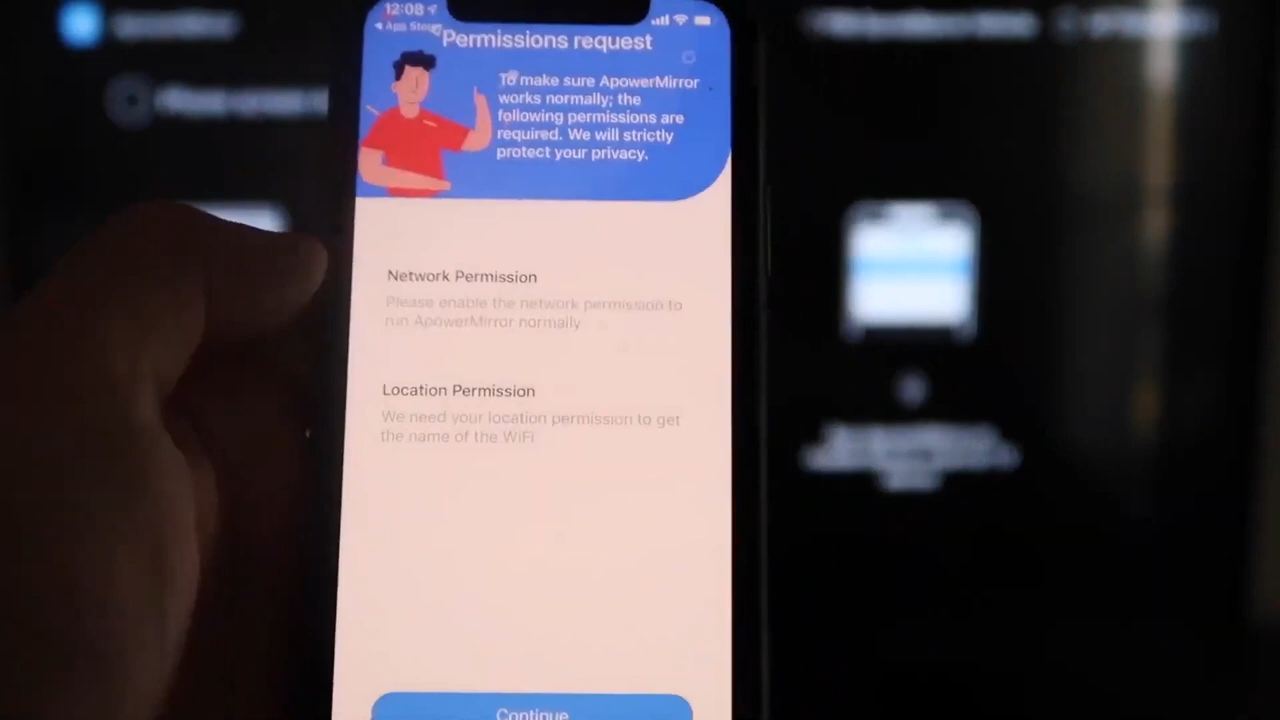 12:08
App Store
Permissions request
To make sure ApowerMirror
works normally; the
following permissions are
required. We will strictly
protect your privacy.
Network Permission
Please enable the network permission to
run ApowerMirror normally
Location Permission
We need your location permission to get
the name of the WiFi
Continue